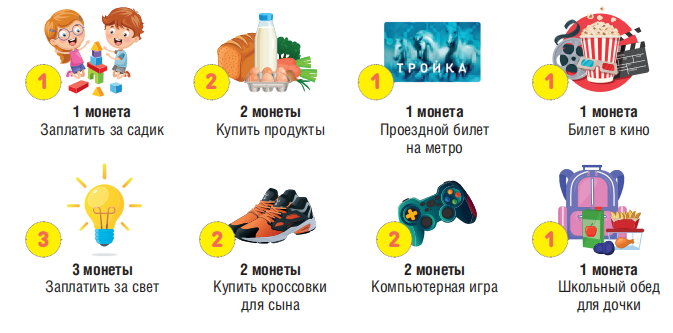 1
1 монета
Заплатить за садик
2
2 монеты
Купить продукты
ТРОЙКА
1
1 монета
Проездной билет
на метро
1
1 монета
Билет в кино
3
3 монеты
Заплатить за свет
2
2 монеты
Купить кроссовки
для сына
2
2 монеты
Компьютерная игра
1
1 монета
Школьный обед
для дочки